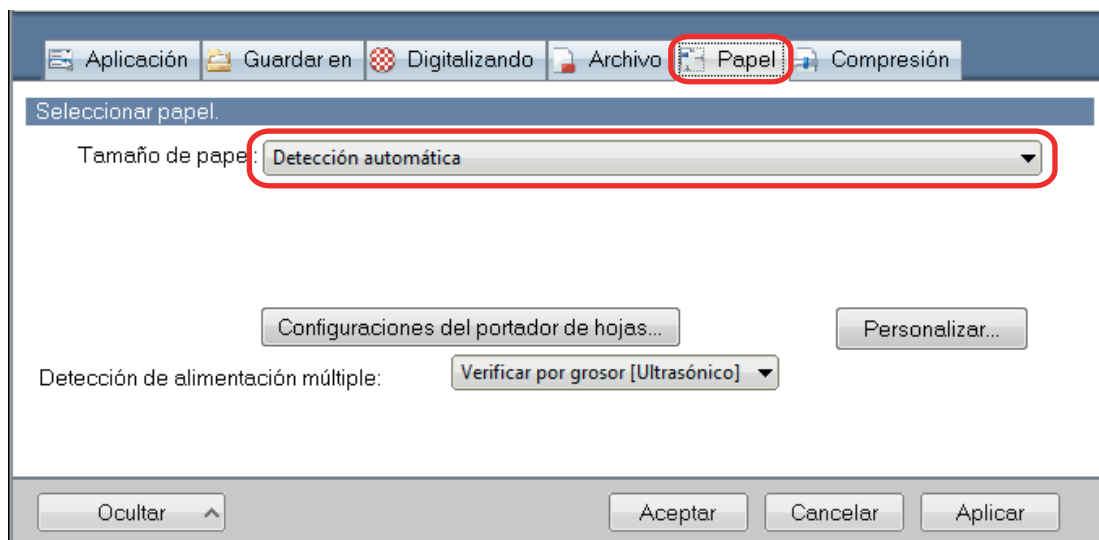 Aplicación Guardar en Digitalizando Archivo Papel Compresión
Seleccionar papel.
Tamaño de papel: Detección automática
Configuraciones del portador de hojas... Personalizar...
Detección de alimentación múltiple: Verificar por grosor [Ultrasónico]
Ocultar Aceptar Cancelar Aplicar